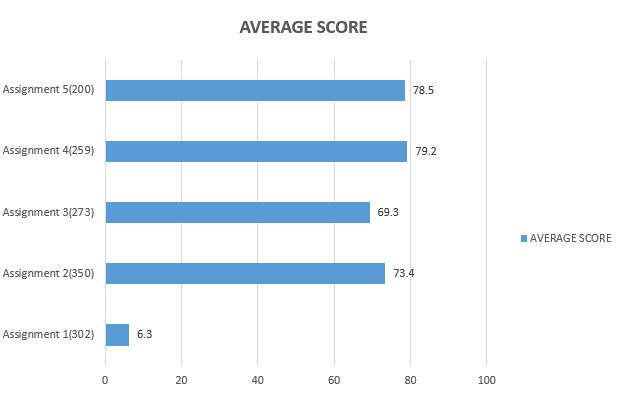 AVERAGE SCORE
Assignment 5(200)
78.5
Assignment 4(259)
79.2
Assignment 3(273)
69.3
AVERAGE SCORE
Assignment 2(350)
73.4
Assignment 1(302)
6.3
0 20 40 60 80 100